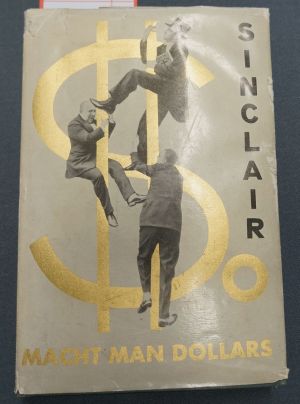 SINCLAIR
$o
MACHT MAN DOLLARS